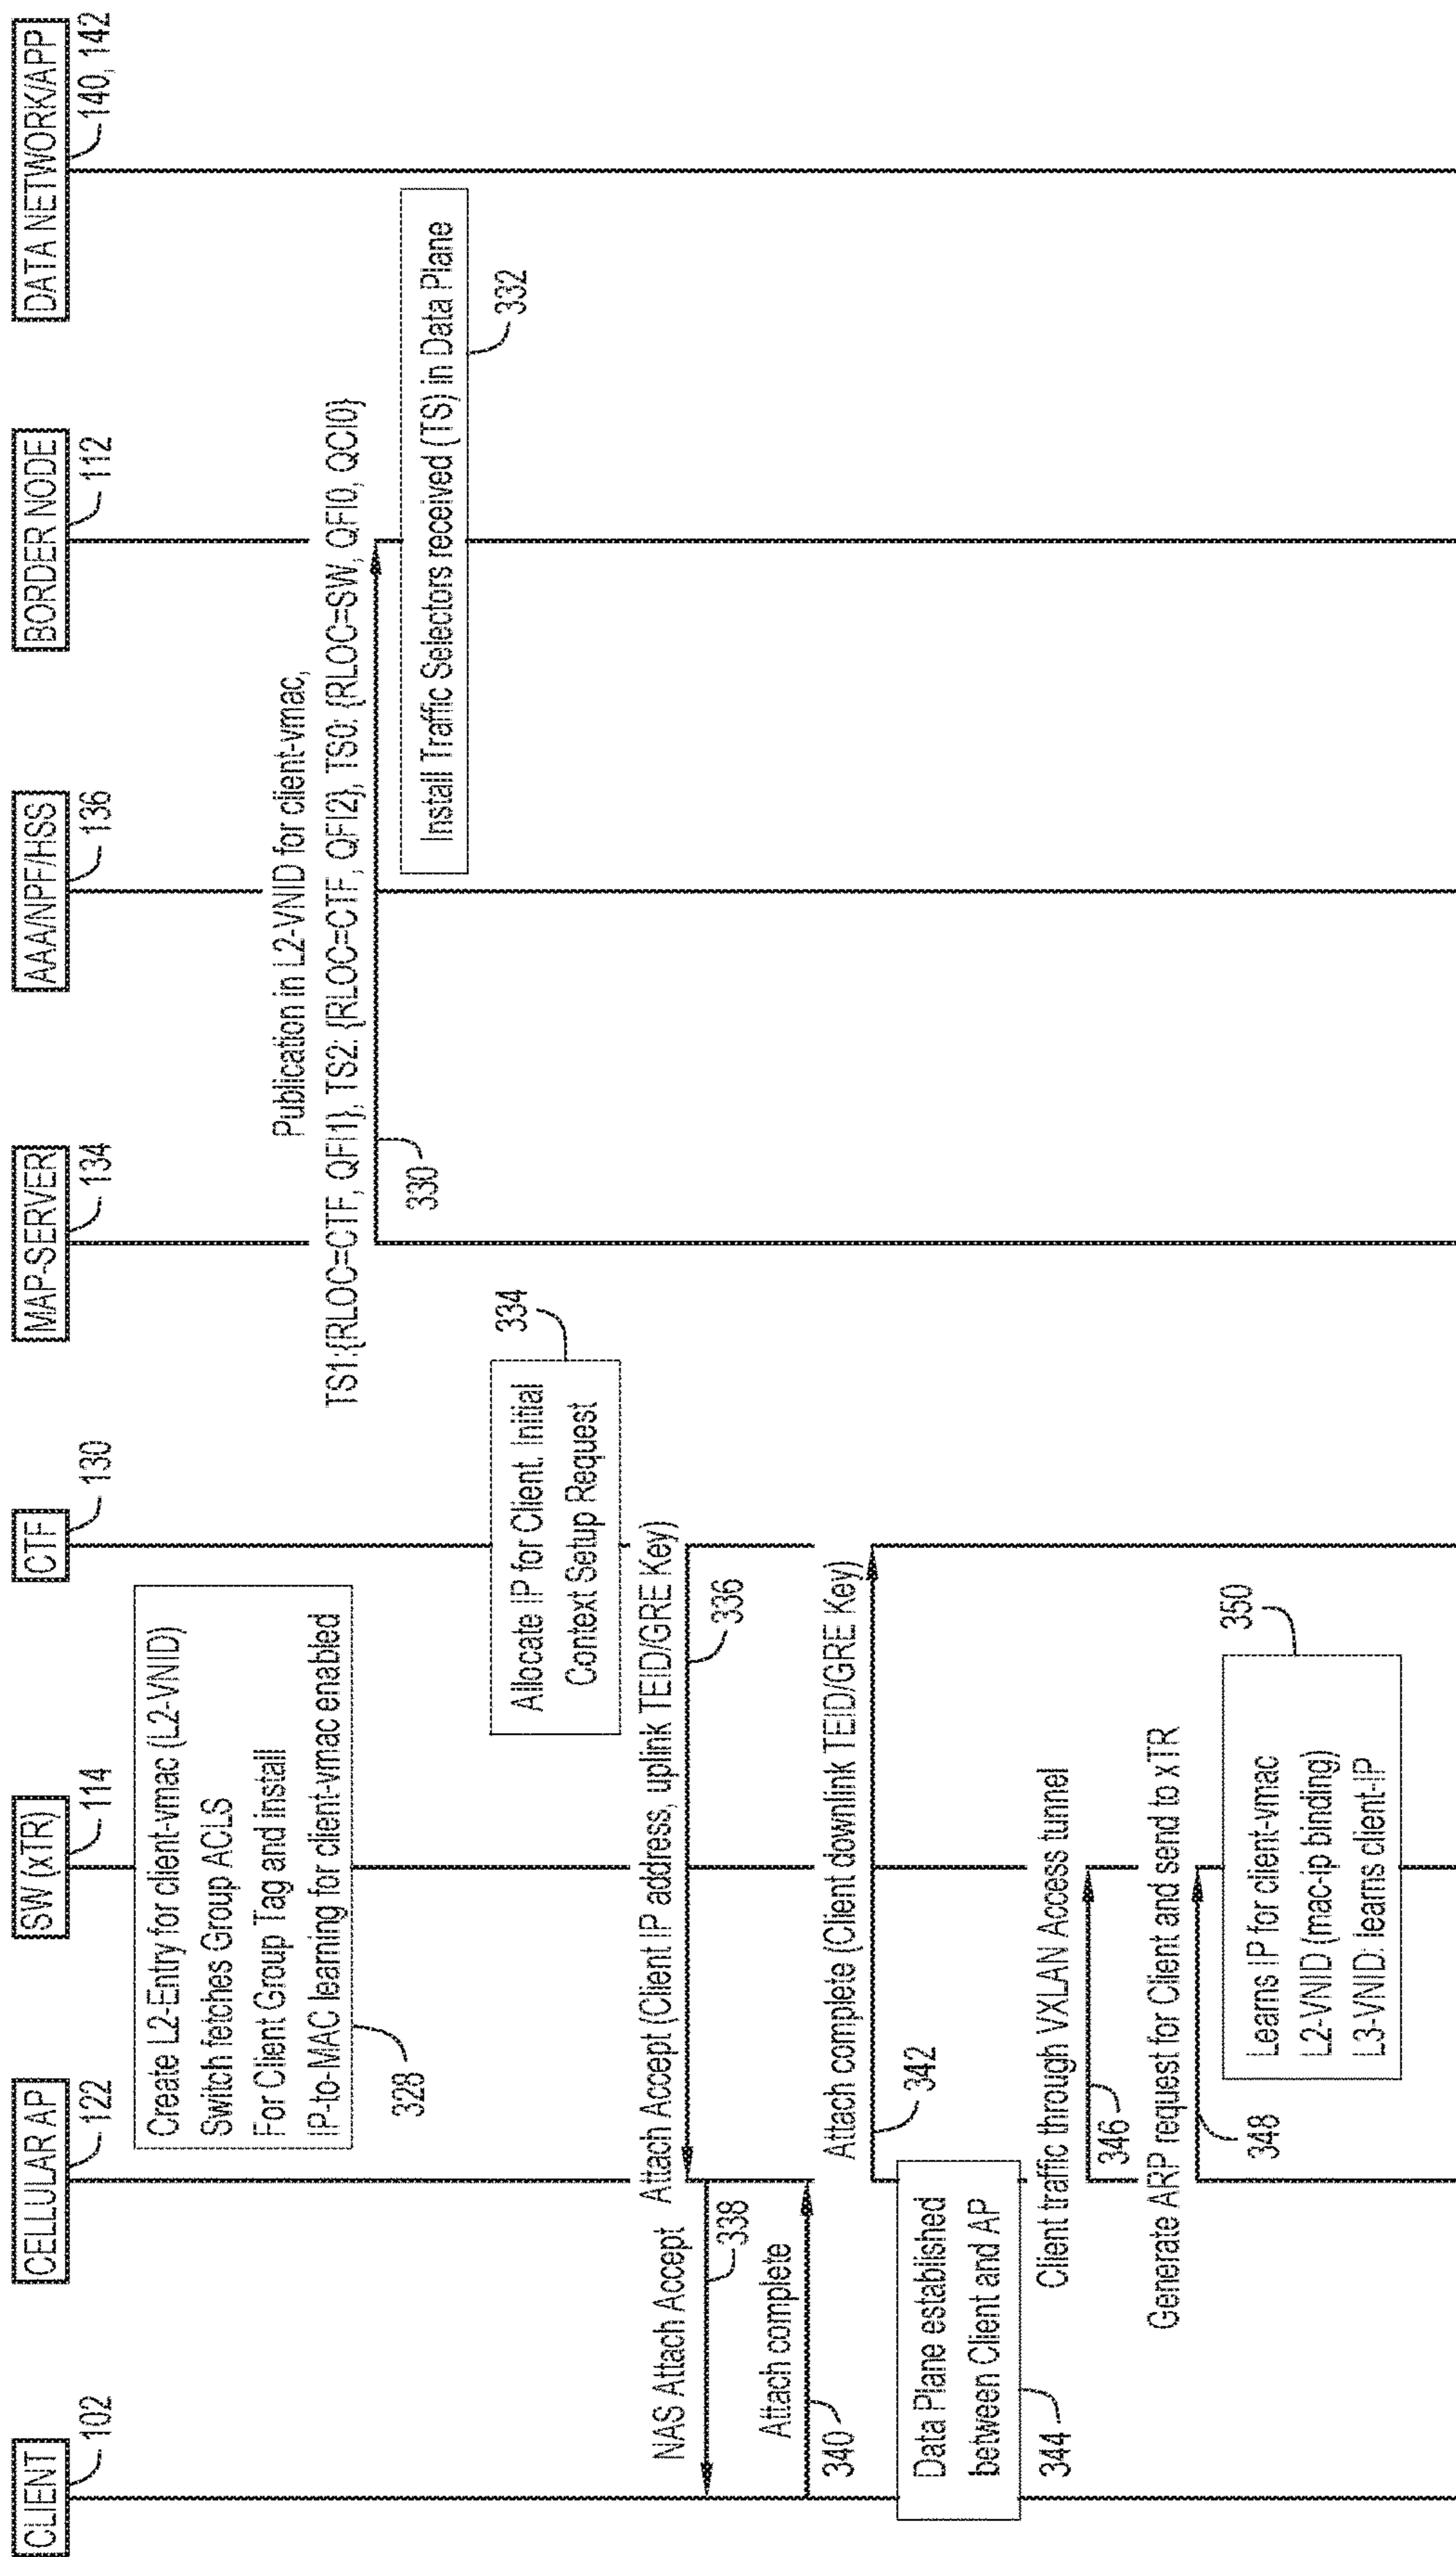 CLIENT
102
CELLULAR AP
122
SW (xTR)
114
CTF
130
MAP-SERVER
134
AAA/NPF/HSS
136
BORDER NODE
112
DATA NETWORK/APP
140, 142
Create L2-Entry for client-vmac (L2-VNID)
Switch fetches Group ACLS
For Client Group Tag and install
IP-to-MAC learning for client-vmac enabled
328
Publication in L2-VNID for client-vmac,
TS1:{RLOC=CTF, QFI1}, TS2: {RLOC=CTF, QFI2}, TS0: {RLOC=SW, QFI0, QCI0}
330
Install Traffic Selectors received (TS) in Data Plane
332
Allocate IP for Client. Initial
Context Setup Request
334
Attach Accept (Client IP address, uplink TEID/GRE Key)
336
NAS Attach Accept
338
Attach complete
340
Attach complete (Client downlink TEID/GRE Key)
342
Data Plane established
between Client and AP
344
Client traffic through VXLAN Access tunnel
346
Generate ARP request for Client and send to xTR
348
Learns IP for client-vmac
L2-VNID (mac-ip binding)
L3-VNID: learns client-IP
350